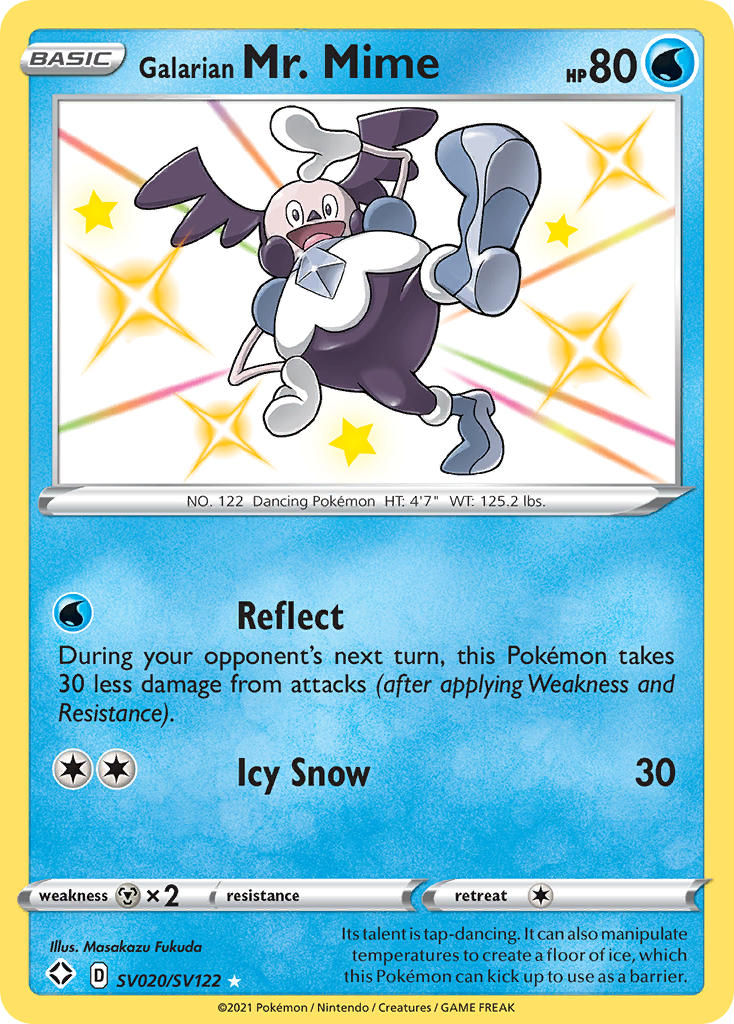 BASIC
Galarian Mr. Mime
HP 80
NO. 122 Dancing Pokémon HT: 4'7" WT: 125.2 lbs.
Reflect
During your opponent's next turn, this Pokémon takes
30 less damage from attacks (after applying Weakness and
Resistance).
Icy Snow 30
weakness ×2 resistance retreat
Illus. Masakazu Fukuda
Its talent is tap-dancing. It can also manipulate
temperatures to create a floor of ice, which
this Pokémon can kick up to use as a barrier.
D SV020/SV122
©2021 Pokémon / Nintendo / Creatures / GAME FREAK